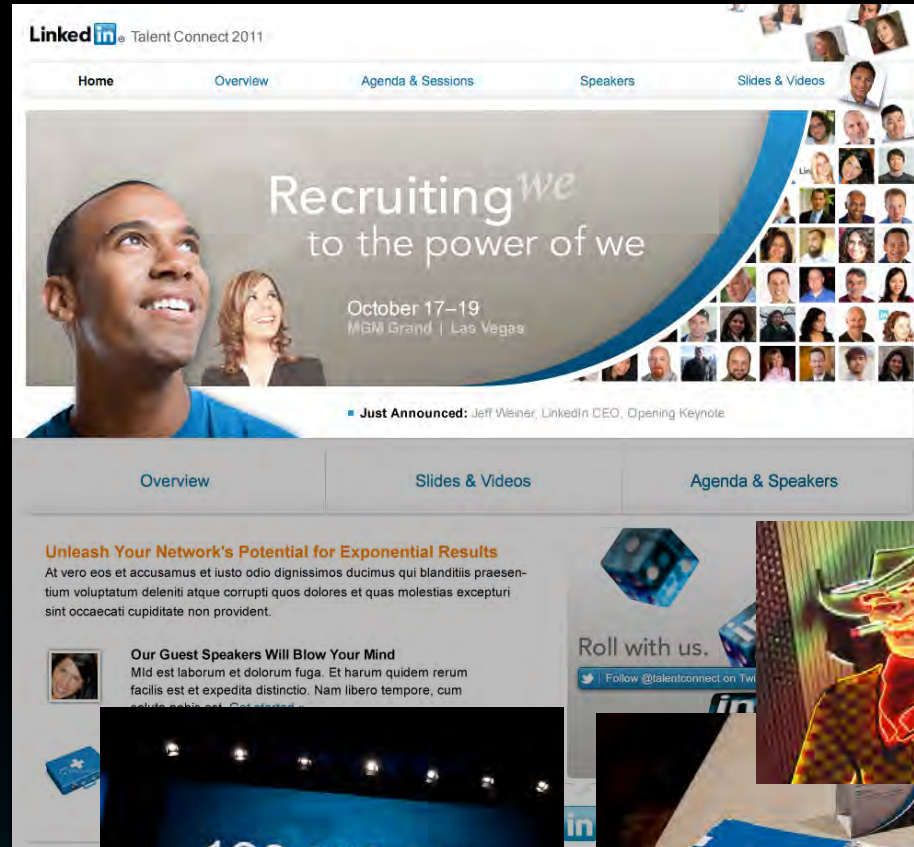 Linked in® Talent Connect 2011
Home Overview Agenda & Sessions Speakers Slides & Videos
Recruiting we
to the power of we
October 17–19
MGM Grand | Las Vegas
Just Announced: Jeff Weiner, LinkedIn CEO, Opening Keynote
Overview Slides & Videos Agenda & Speakers
Unleash Your Network's Potential for Exponential Results
At vero eos et accusamus et iusto odio dignissimos ducimus qui blanditiis praesen-
tium voluptatum deleniti atque corrupti quos dolores et quas molestias excepturi
sint occaecati cupiditate non provident.
Our Guest Speakers Will Blow Your Mind
MId est laborum et dolorum fuga. Et harum quidem rerum
facilis est et expedita distinctio. Nam libero tempore, cum
Roll with us.
Follow @talentconnect on
in
in